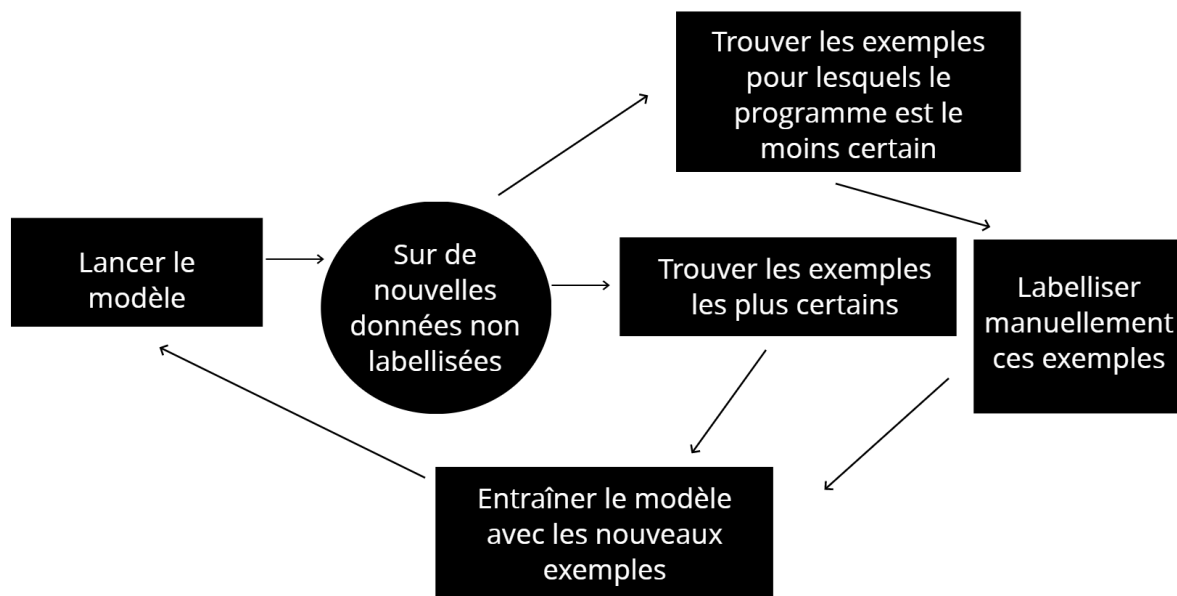 Trouver les exemples
pour lesquels le
programme est le
moins certain
Lancer le
modèle
Sur de
nouvelles
données non
labellisées
Trouver les exemples
les plus certains
Labelliser
manuellement
ces exemples
Entraîner le modèle
avec les nouveaux
exemples